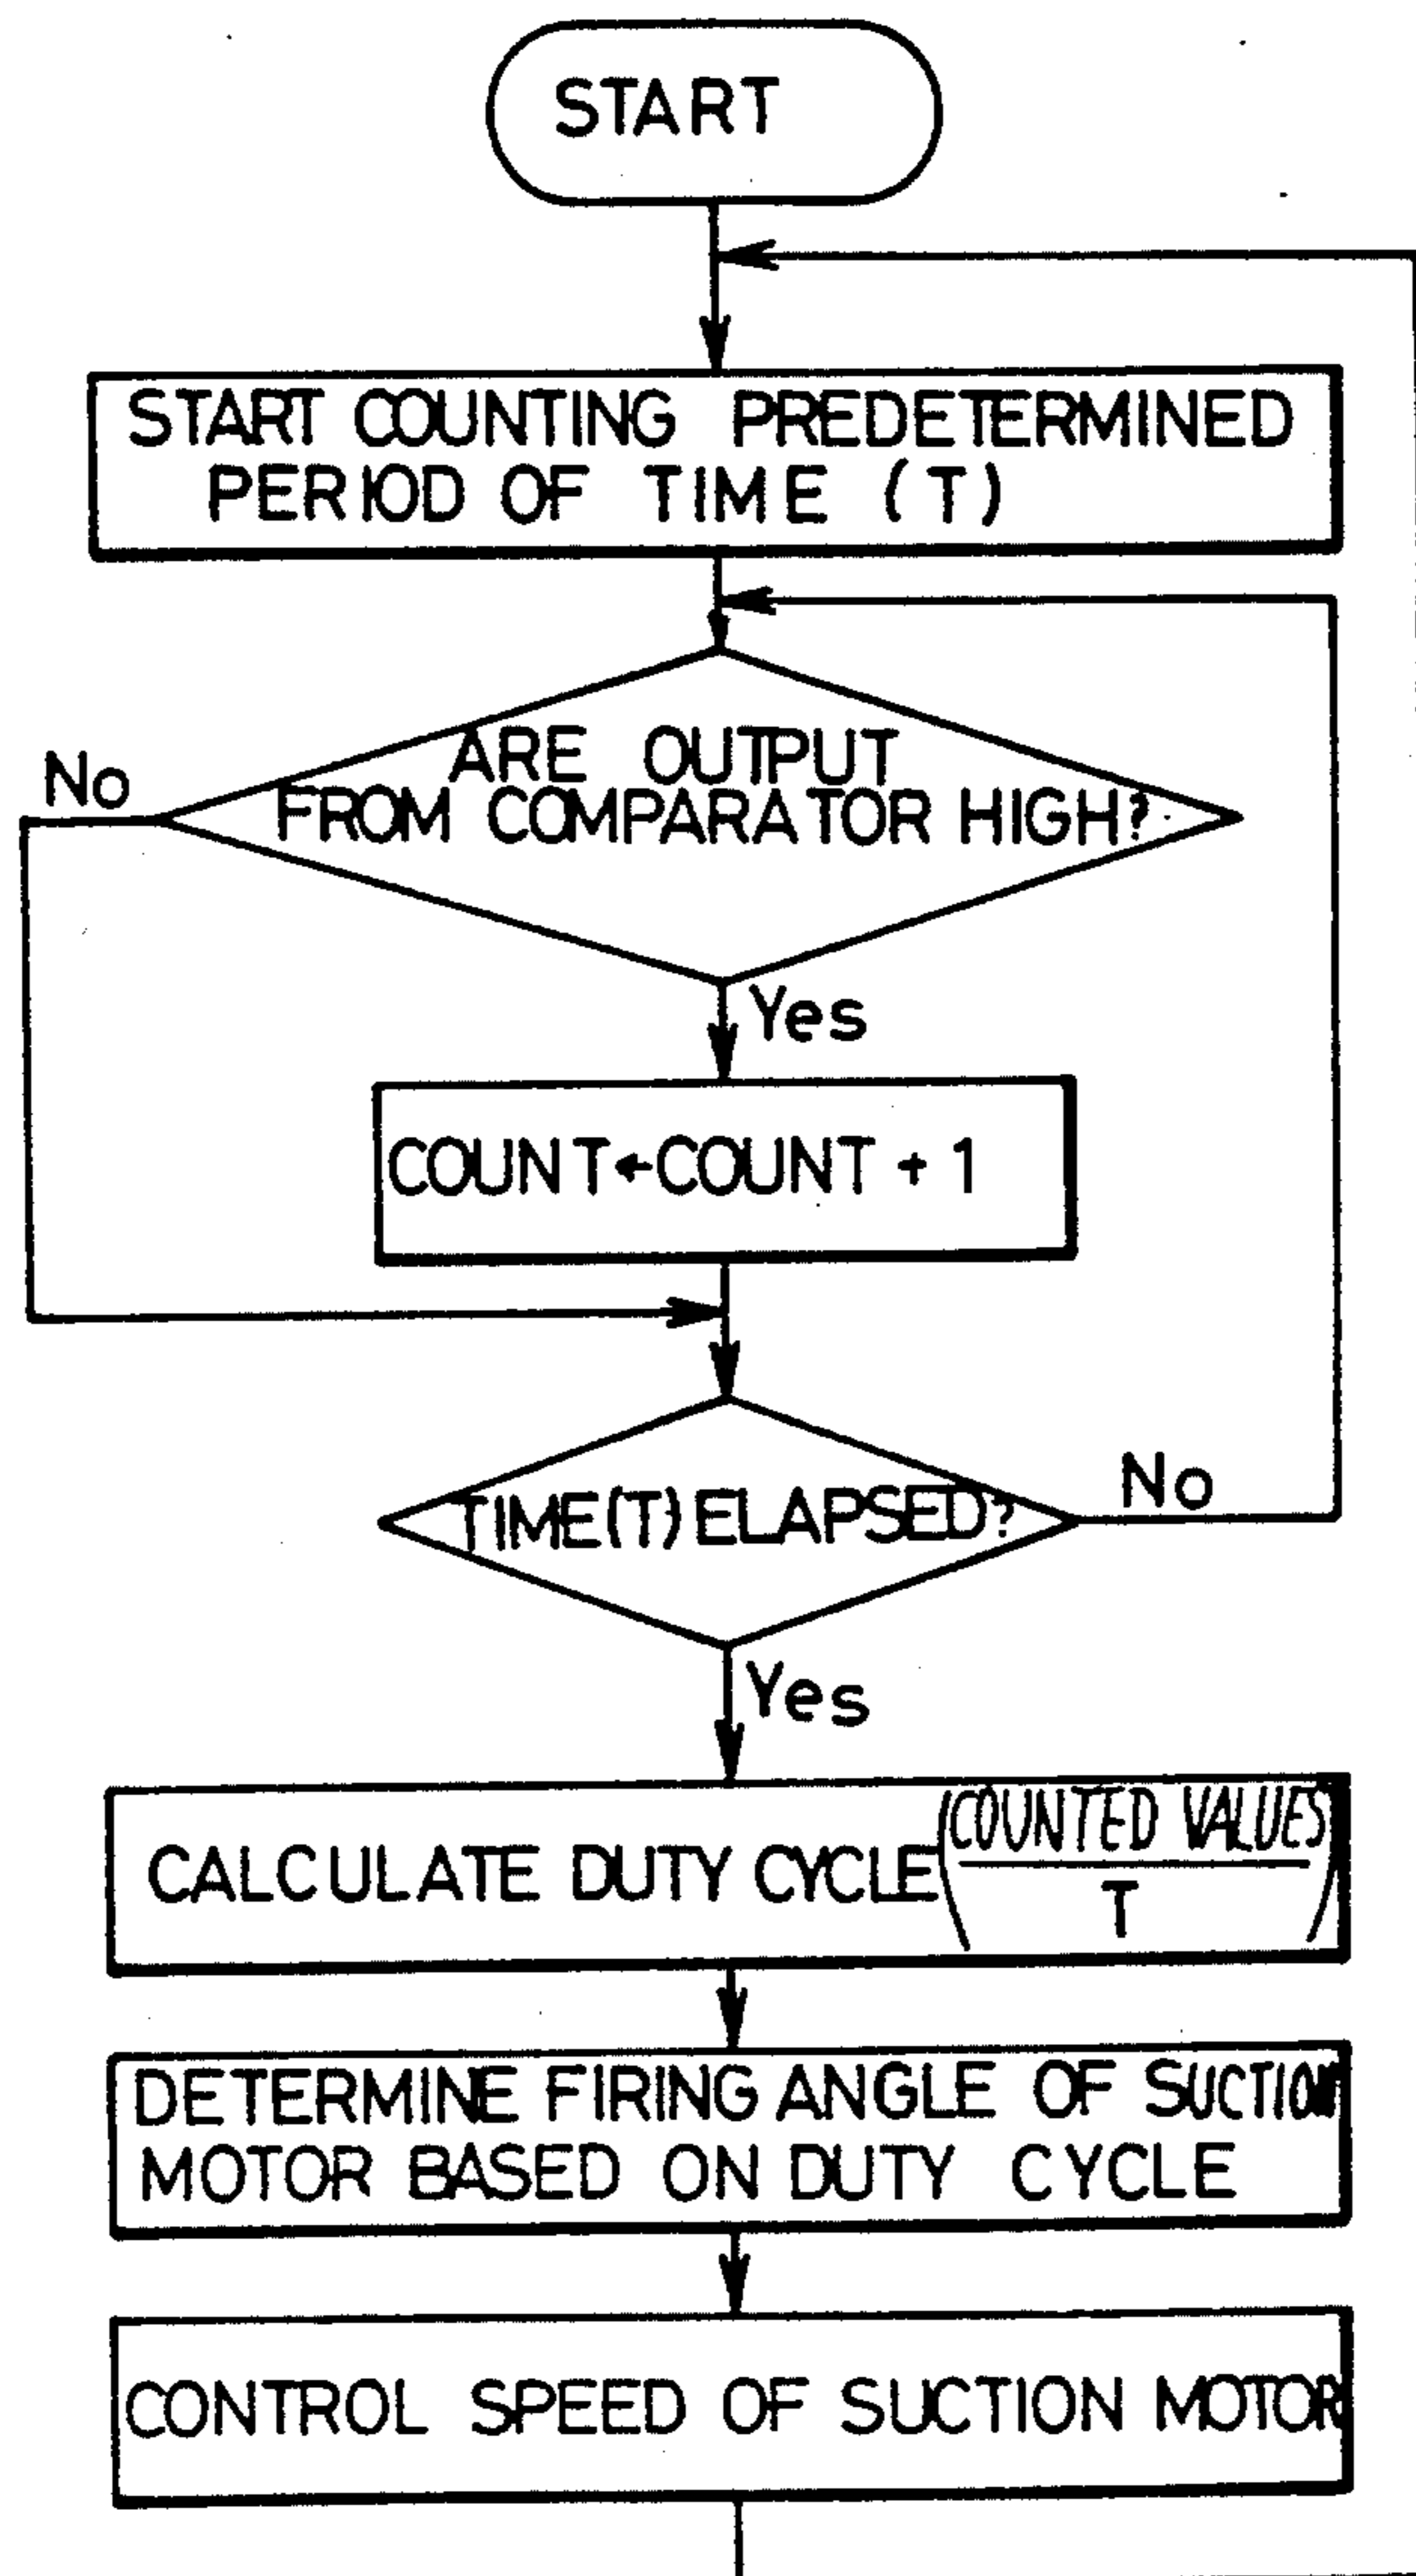 START
START COUNTING PREDETERMINED
PERIOD OF TIME (T)
ARE OUTPUT
FROM COMPARATOR HIGH?
No
Yes
COUNT←COUNT + 1
TIME(T) ELAPSED?
No
Yes
CALCULATE DUTY CYCLE (COUNTED VALUES
T)
DETERMINE FIRING ANGLE OF SUCTION
MOTOR BASED ON DUTY CYCLE
CONTROL SPEED OF SUCTION MOTOR